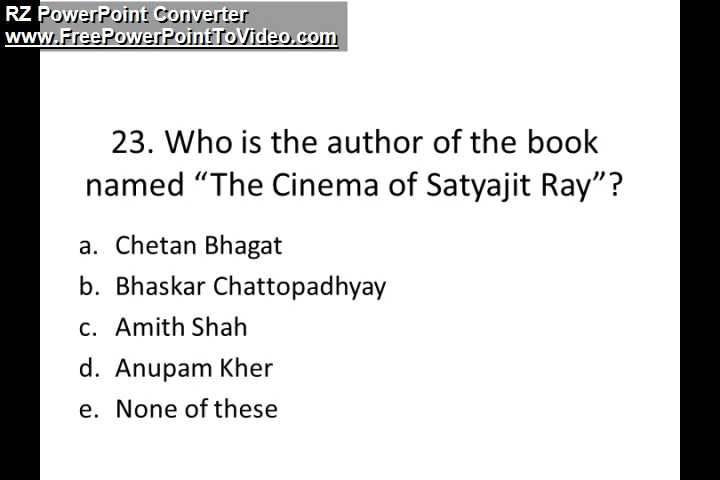 RZ PowerPoint Converter
www.FreePowerPointToVideo.com
23. Who is the author of the book
named “The Cinema of Satyajit Ray”?
a. Chetan Bhagat
b. Bhaskar Chattopadhyay
c. Amith Shah
d. Anupam Kher
e. None of these